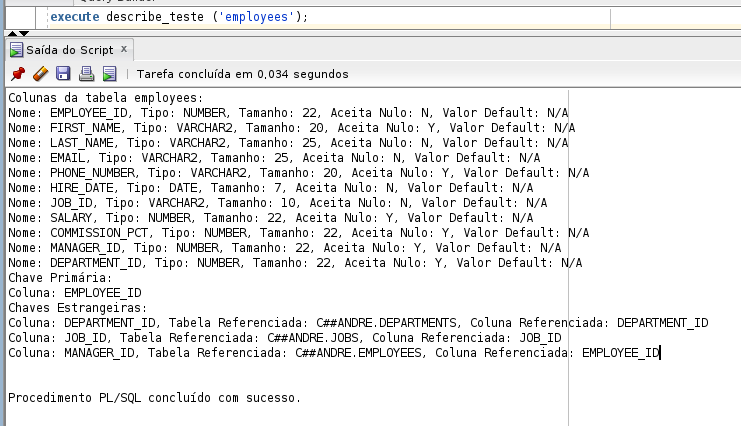 Query Builder
execute describe_teste ('employees');
Saída do Script x
Tarefa concluída em 0,034 segundos
Colunas da tabela employees:
Nome: EMPLOYEE_ID, Tipo: NUMBER, Tamanho: 22, Aceita Nulo: N, Valor Default: N/A
Nome: FIRST_NAME, Tipo: VARCHAR2, Tamanho: 20, Aceita Nulo: Y, Valor Default: N/A
Nome: LAST_NAME, Tipo: VARCHAR2, Tamanho: 25, Aceita Nulo: N, Valor Default: N/A
Nome: EMAIL, Tipo: VARCHAR2, Tamanho: 25, Aceita Nulo: N, Valor Default: N/A
Nome: PHONE_NUMBER, Tipo: VARCHAR2, Tamanho: 20, Aceita Nulo: Y, Valor Default: N/A
Nome: HIRE_DATE, Tipo: DATE, Tamanho: 7, Aceita Nulo: N, Valor Default: N/A
Nome: JOB_ID, Tipo: VARCHAR2, Tamanho: 10, Aceita Nulo: N, Valor Default: N/A
Nome: SALARY, Tipo: NUMBER, Tamanho: 22, Aceita Nulo: Y, Valor Default: N/A
Nome: COMMISSION_PCT, Tipo: NUMBER, Tamanho: 22, Aceita Nulo: Y, Valor Default: N/A
Nome: MANAGER_ID, Tipo: NUMBER, Tamanho: 22, Aceita Nulo: Y, Valor Default: N/A
Nome: DEPARTMENT_ID, Tipo: NUMBER, Tamanho: 22, Aceita Nulo: Y, Valor Default: N/A
Chave Primária:
Coluna: EMPLOYEE_ID
Chaves Estrangeiras:
Coluna: DEPARTMENT_ID, Tabela Referenciada: C##ANDRE.DEPARTMENTS, Coluna Referenciada: DEPARTMENT_ID
Coluna: JOB_ID, Tabela Referenciada: C##ANDRE.JOBS, Coluna Referenciada: JOB_ID
Coluna: MANAGER_ID, Tabela Referenciada: C##ANDRE.EMPLOYEES, Coluna Referenciada: EMPLOYEE_ID
Procedimento PL/SQL concluído com sucesso.